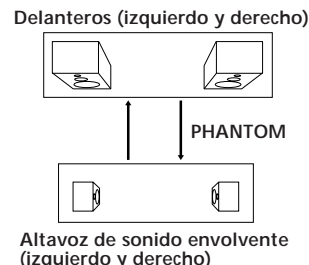 Delanteros (izquierdo y derecho)
PHANTOM
Altavoz de sonido envolvente
(izquierdo y derecho)